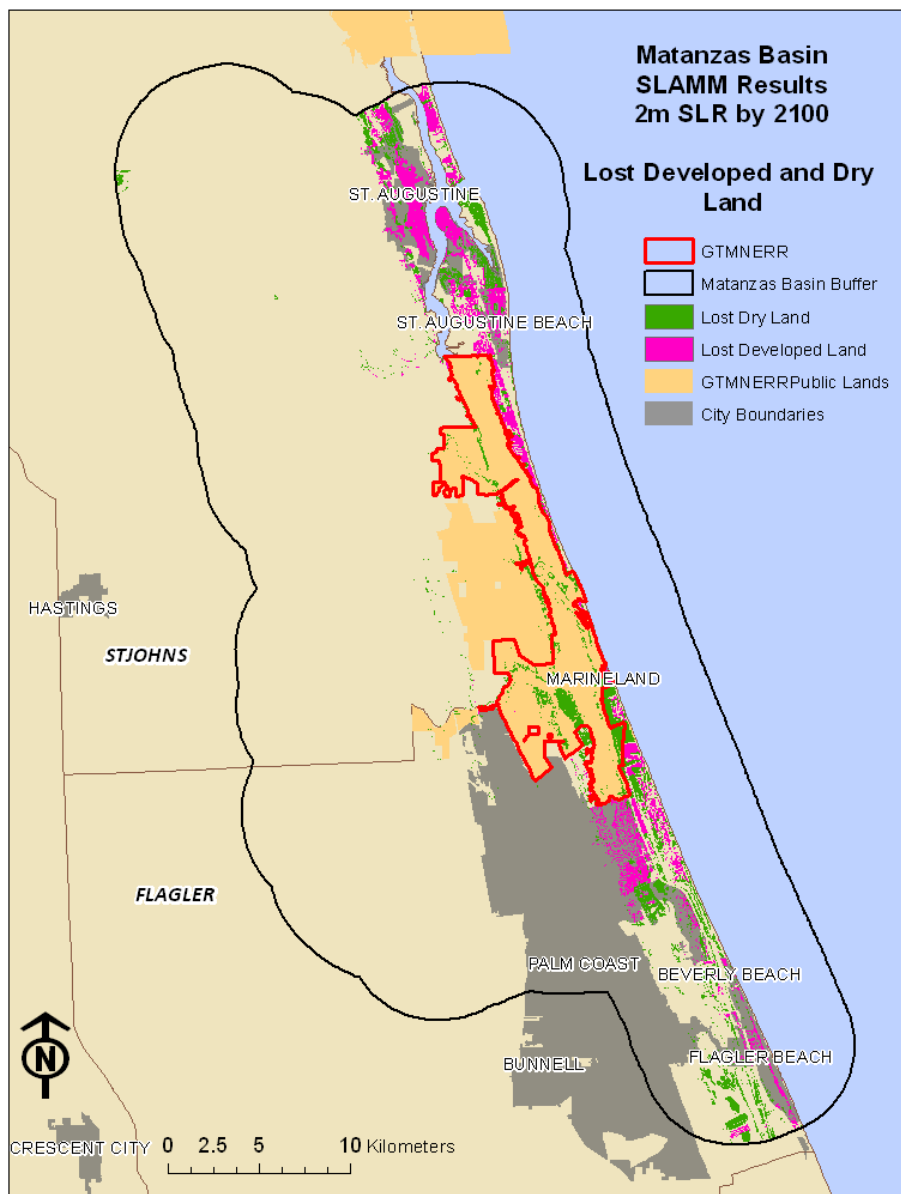 Matanzas Basin
SLAMM Results
2m SLR by 2100
Lost Developed and Dry
Land
GTMNERR
Matanzas Basin Buffer
Lost Dry Land
Lost Developed Land
GTMNERRPublic Lands
City Boundaries
ST. AUGUSTINE
ST. AUGUSTINE BEACH
HASTINGS
STJOHNS
MARINELAND
FLAGLER
PALM COAST
BEVERLY BEACH
BUNNELL
FLAGLER BEACH
N
CRESCENT CITY
0 2.5 5 10 Kilometers